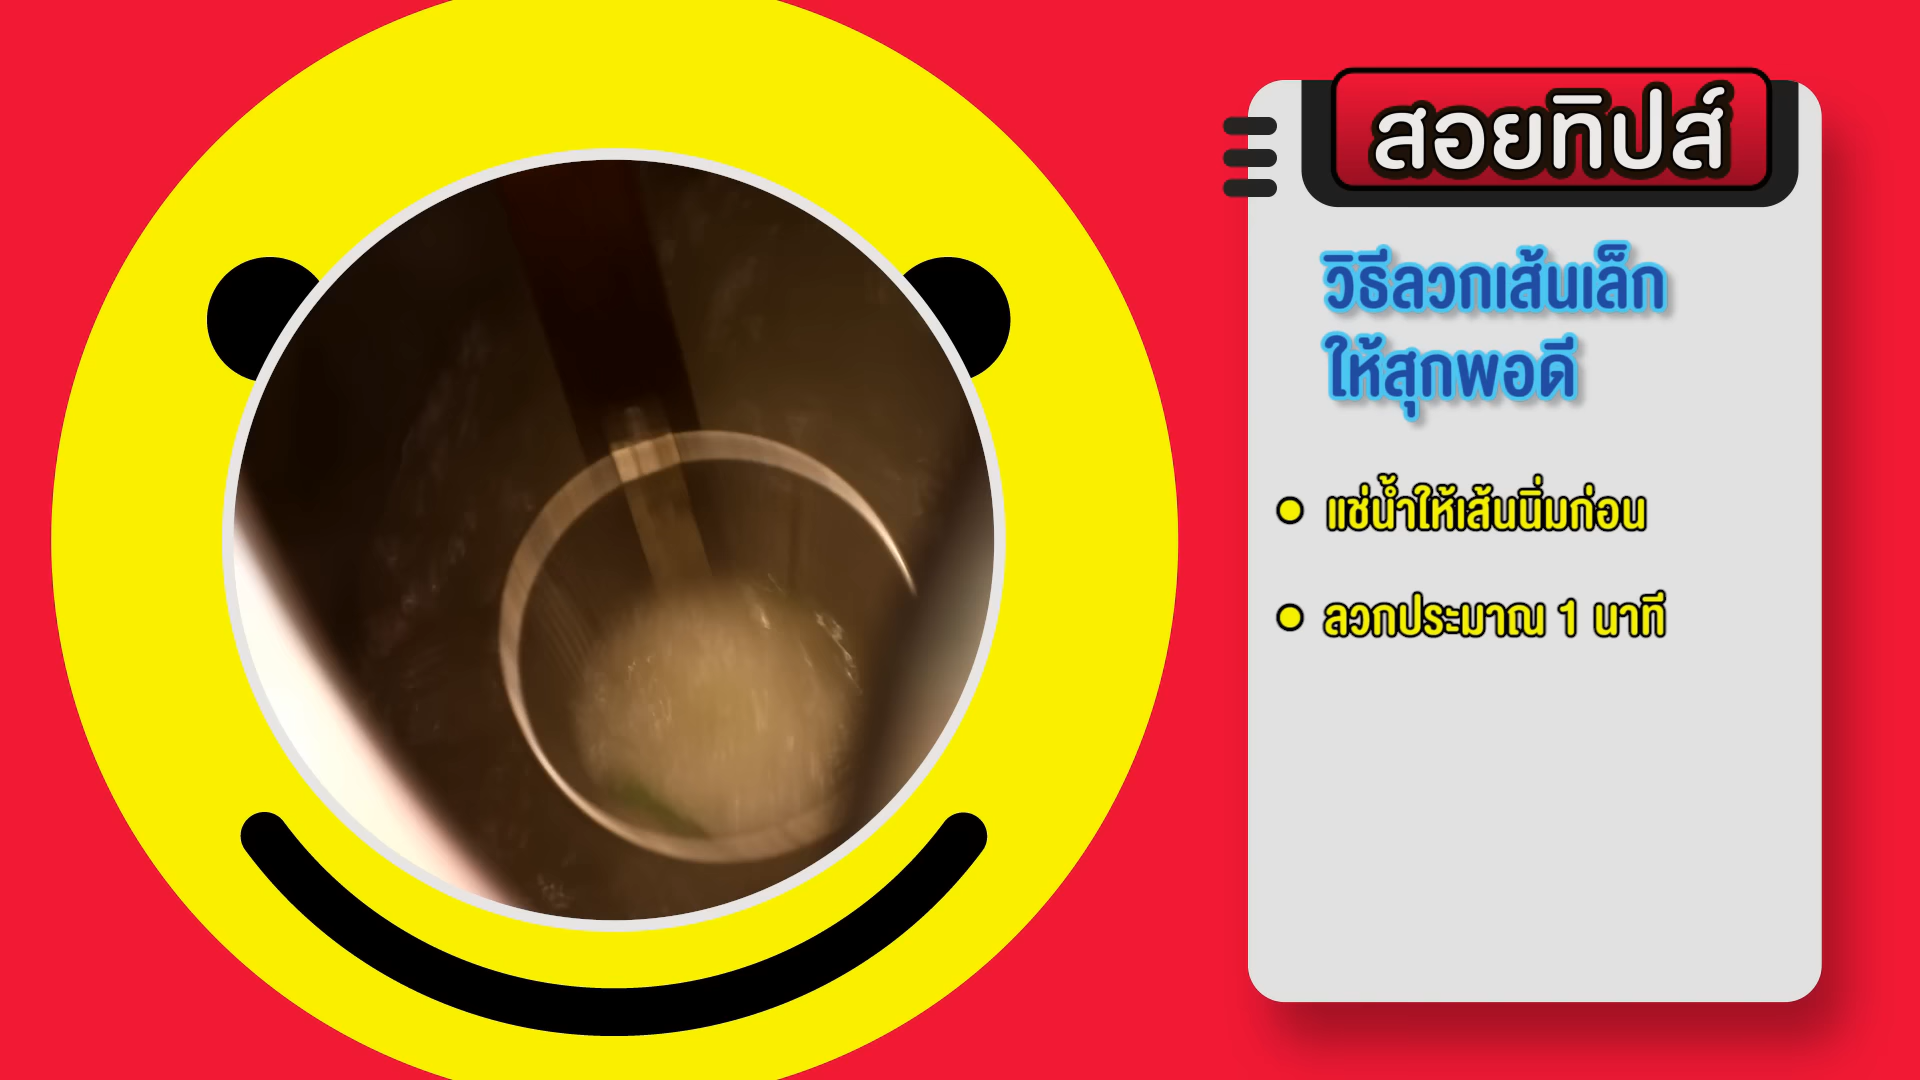 สอยทิปส์
วิธีลวกเส้นเล็ก
ให้สุกพอดี
แช่น้ำให้เส้นนิ่มก่อน
ลวกประมาณ 1 นาที